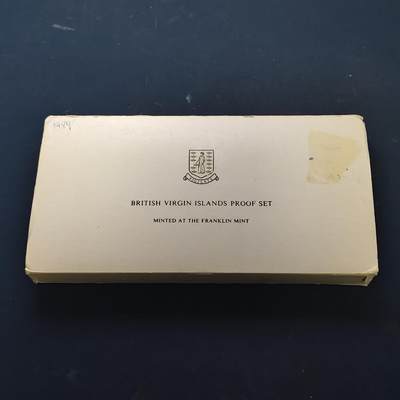 BRITISH VIRGIN ISLANDS PROOF SET
MINTED AT THE FRANKLIN MINT